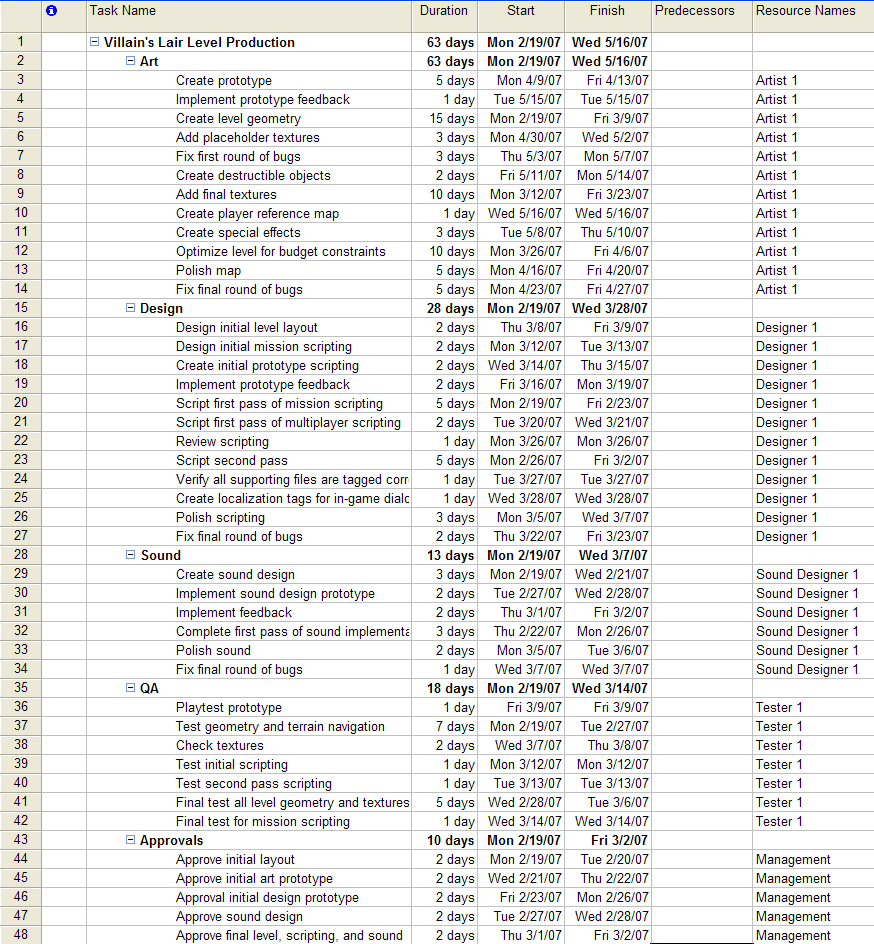 Task Name Duration Start Finish Predecessors Resource Names
1 Villain's Lair Level Production 63 days Mon 2/19/07 Wed 5/16/07
2 Art 63 days Mon 2/19/07 Wed 5/16/07
3 Create prototype 5 days Mon 4/9/07 Fri 4/13/07 Artist 1
4 Implement prototype feedback 1 day Tue 5/15/07 Tue 5/15/07 Artist 1
5 Create level geometry 15 days Mon 2/19/07 Fri 3/9/07 Artist 1
6 Add placeholder textures 3 days Mon 4/30/07 Wed 5/2/07 Artist 1
7 Fix first round of bugs 3 days Thu 5/3/07 Mon 5/7/07 Artist 1
8 Create destructible objects 2 days Fri 5/11/07 Mon 5/14/07 Artist 1
9 Add final textures 10 days Mon 3/12/07 Fri 3/23/07 Artist 1
10 Create player reference map 1 day Wed 5/16/07 Wed 5/16/07 Artist 1
11 Create special effects 3 days Tue 5/8/07 Thu 5/10/07 Artist 1
12 Optimize level for budget constraints 10 days Mon 3/26/07 Fri 4/6/07 Artist 1
13 Polish map 5 days Mon 4/16/07 Fri 4/20/07 Artist 1
14 Fix final round of bugs 5 days Mon 4/23/07 Fri 4/27/07 Artist 1
15 Design 28 days Mon 2/19/07 Wed 3/28/07
16 Design initial level layout 2 days Thu 3/8/07 Fri 3/9/07 Designer 1
17 Design initial mission scripting 2 days Mon 3/12/07 Tue 3/13/07 Designer 1
18 Create initial prototype scripting 2 days Wed 3/14/07 Thu 3/15/07 Designer 1
19 Implement prototype feedback 2 days Fri 3/16/07 Mon 3/19/07 Designer 1
20 Script first pass of mission scripting 5 days Mon 2/19/07 Fri 2/23/07 Designer 1
21 Script first pass of multiplayer scripting 2 days Tue 3/20/07 Wed 3/21/07 Designer 1
22 Review scripting 1 day Mon 3/26/07 Mon 3/26/07 Designer 1
23 Script second pass 5 days Mon 2/26/07 Fri 3/2/07 Designer 1
24 Verify all supporting files are tagged corr 1 day Tue 3/27/07 Tue 3/27/07 Designer 1
25 Create localization tags for in-game dialo 1 day Wed 3/28/07 Wed 3/28/07 Designer 1
26 Polish scripting 3 days Mon 3/5/07 Wed 3/7/07 Designer 1
27 Fix final round of bugs 2 days Thu 3/22/07 Fri 3/23/07 Designer 1
28 Sound 13 days Mon 2/19/07 Wed 3/7/07
29 Create sound design 3 days Mon 2/19/07 Wed 2/21/07 Sound Designer 1
30 Implement sound design prototype 2 days Tue 2/27/07 Wed 2/28/07 Sound Designer 1
31 Implement feedback 2 days Thu 3/1/07 Fri 3/2/07 Sound Designer 1
32 Complete first pass of sound implementa 3 days Thu 2/22/07 Mon 2/26/07 Sound Designer 1
33 Polish sound 2 days Mon 3/5/07 Tue 3/6/07 Sound Designer 1
34 Fix final round of bugs 1 day Wed 3/7/07 Wed 3/7/07 Sound Designer 1
35 QA 18 days Mon 2/19/07 Wed 3/14/07
36 Playtest prototype 1 day Fri 3/9/07 Fri 3/9/07 Tester 1
37 Test geometry and terrain navigation 7 days Mon 2/19/07 Tue 2/27/07 Tester 1
38 Check textures 2 days Wed 3/7/07 Thu 3/8/07 Tester 1
39 Test initial scripting 1 day Mon 3/12/07 Mon 3/12/07 Tester 1
40 Test second pass scripting 1 day Tue 3/13/07 Tue 3/13/07 Tester 1
41 Final test all level geometry and textures 5 days Wed 2/28/07 Tue 3/6/07 Tester 1
42 Final test for mission scripting 1 day Wed 3/14/07 Wed 3/14/07 Tester 1
43 Approvals 10 days Mon 2/19/07 Fri 3/2/07
44 Approve initial layout 2 days Mon 2/19/07 Tue 2/20/07 Management
45 Approve initial art prototype 2 days Wed 2/21/07 Thu 2/22/07 Management
46 Approval initial design prototype 2 days Fri 2/23/07 Mon 2/26/07 Management
47 Approve sound design 2 days Tue 2/27/07 Wed 2/28/07 Management
48 Approve final level, scripting, and sound 2 days Thu 3/1/07 Fri 3/2/07 Management